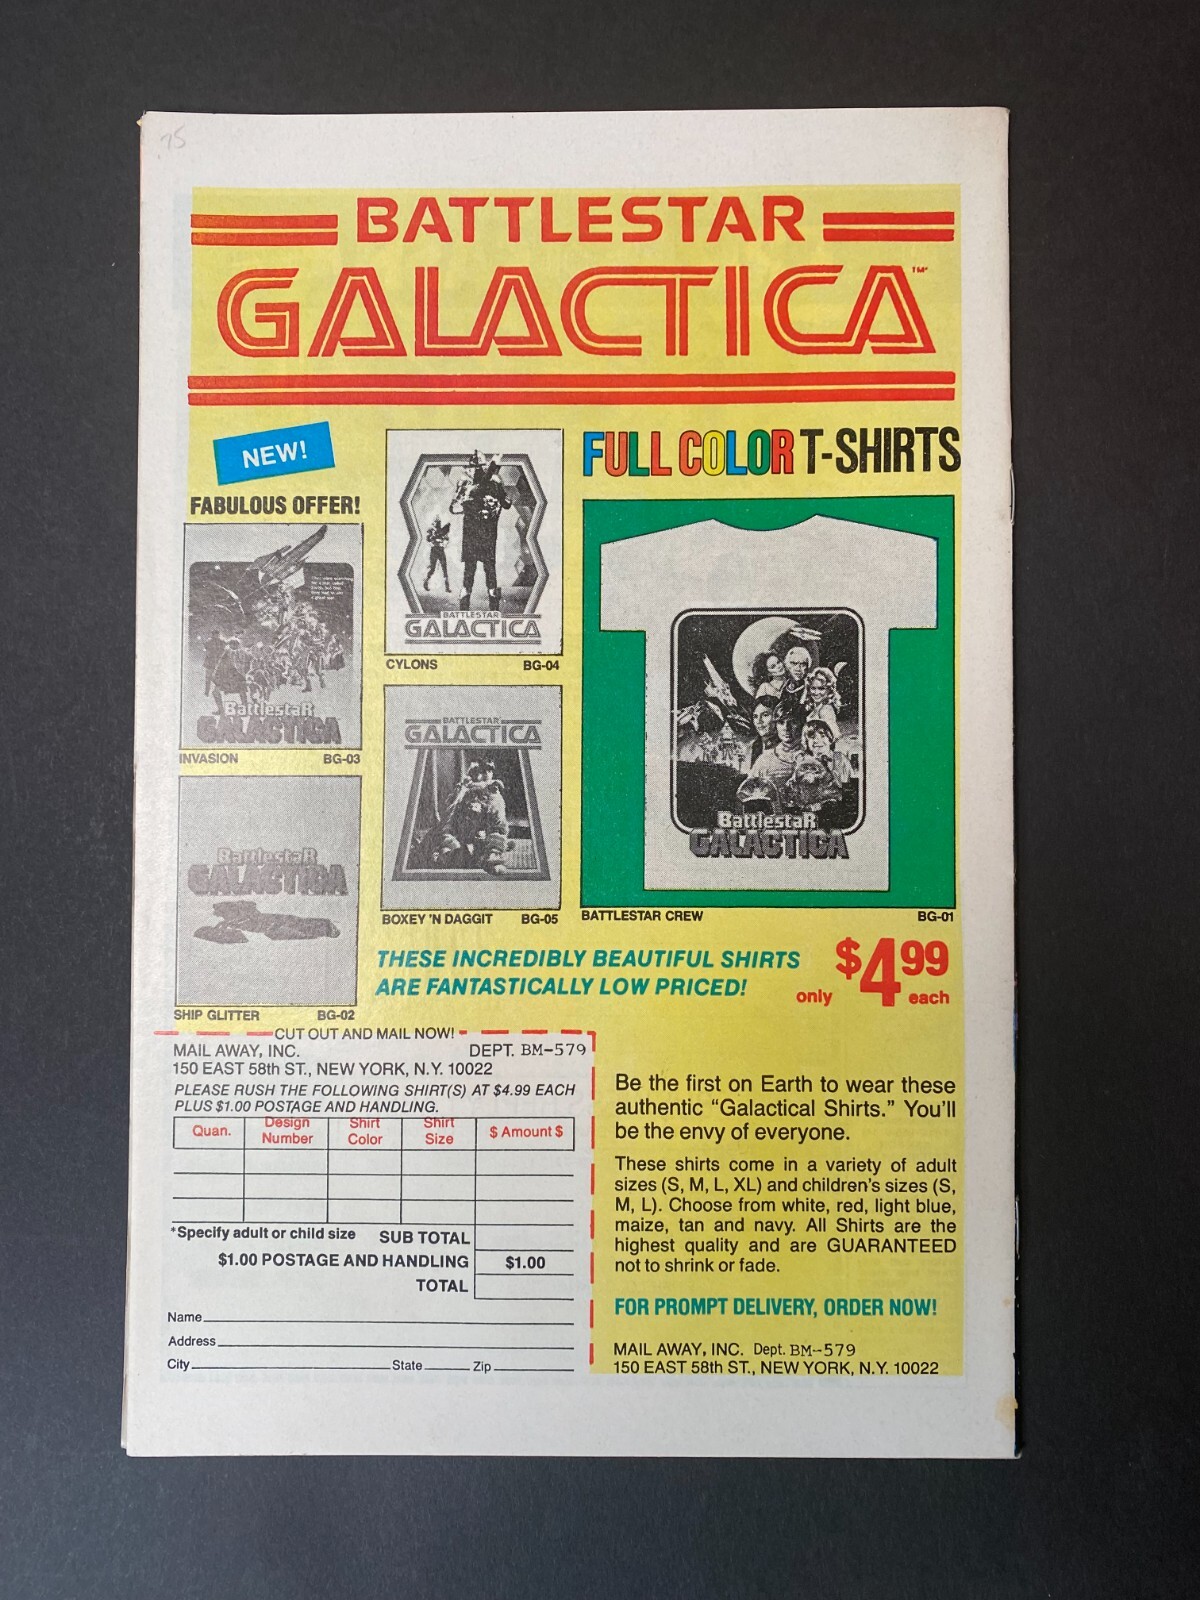 75
BATTLESTAR
GALACTICA™
NEW!
FABULOUS OFFER!
FULL COLOR T-SHIRTS
BATTLESTAR
GALACTICA
CYLONS BG-04
BattlestaR
GALACTICA
INVASION BG-03
BATTLESTAR
GALACTICA
BOXEY 'N DAGGIT BG-05
BattlestaR
GALACTICA
BATTLESTAR CREW BG-01
BattlestaR
GALACTICA
SHIP GLITTER BG-02
THESE INCREDIBLY BEAUTIFUL SHIRTS
ARE FANTASTICALLY LOW PRICED!
only $4.99 each
CUT OUT AND MAIL NOW!
MAIL AWAY, INC. DEPT. BM-579
150 EAST 58th ST., NEW YORK, N.Y. 10022
PLEASE RUSH THE FOLLOWING SHIRT(S) AT $4.99 EACH
PLUS $1.00 POSTAGE AND HANDLING.
Quan. Design Number Shirt Color Shirt Size $ Amount $
*Specify adult or child size SUB TOTAL
$1.00 POSTAGE AND HANDLING $1.00
TOTAL
Name
Address
City State Zip
Be the first on Earth to wear these
authentic "Galactical Shirts." You'll
be the envy of everyone.
These shirts come in a variety of adult
sizes (S, M, L, XL) and children's sizes (S,
M, L). Choose from white, red, light blue,
maize, tan and navy. All Shirts are the
highest quality and are GUARANTEED
not to shrink or fade.
FOR PROMPT DELIVERY, ORDER NOW!
MAIL AWAY, INC. Dept. BM-579
150 EAST 58th ST., NEW YORK, N.Y. 10022